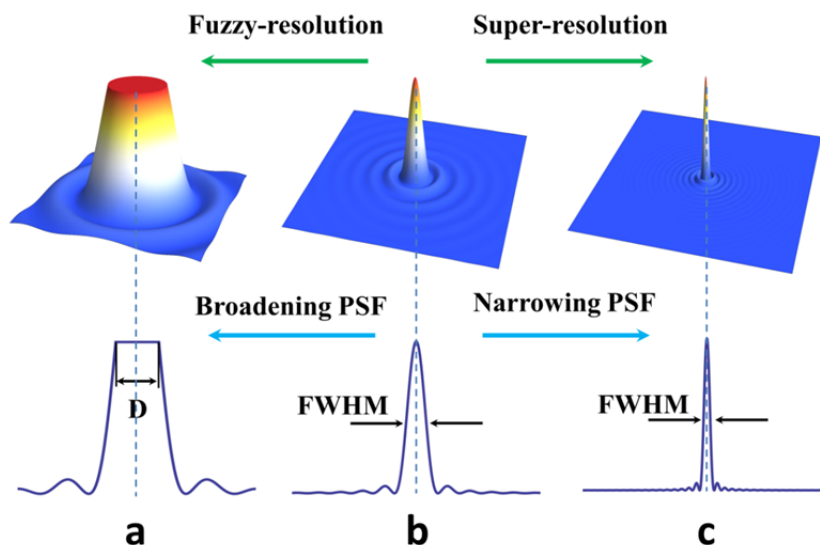 Fuzzy-resolution
Super-resolution
Broadening PSF
Narrowing PSF
D
FWHM
FWHM
a
b
c